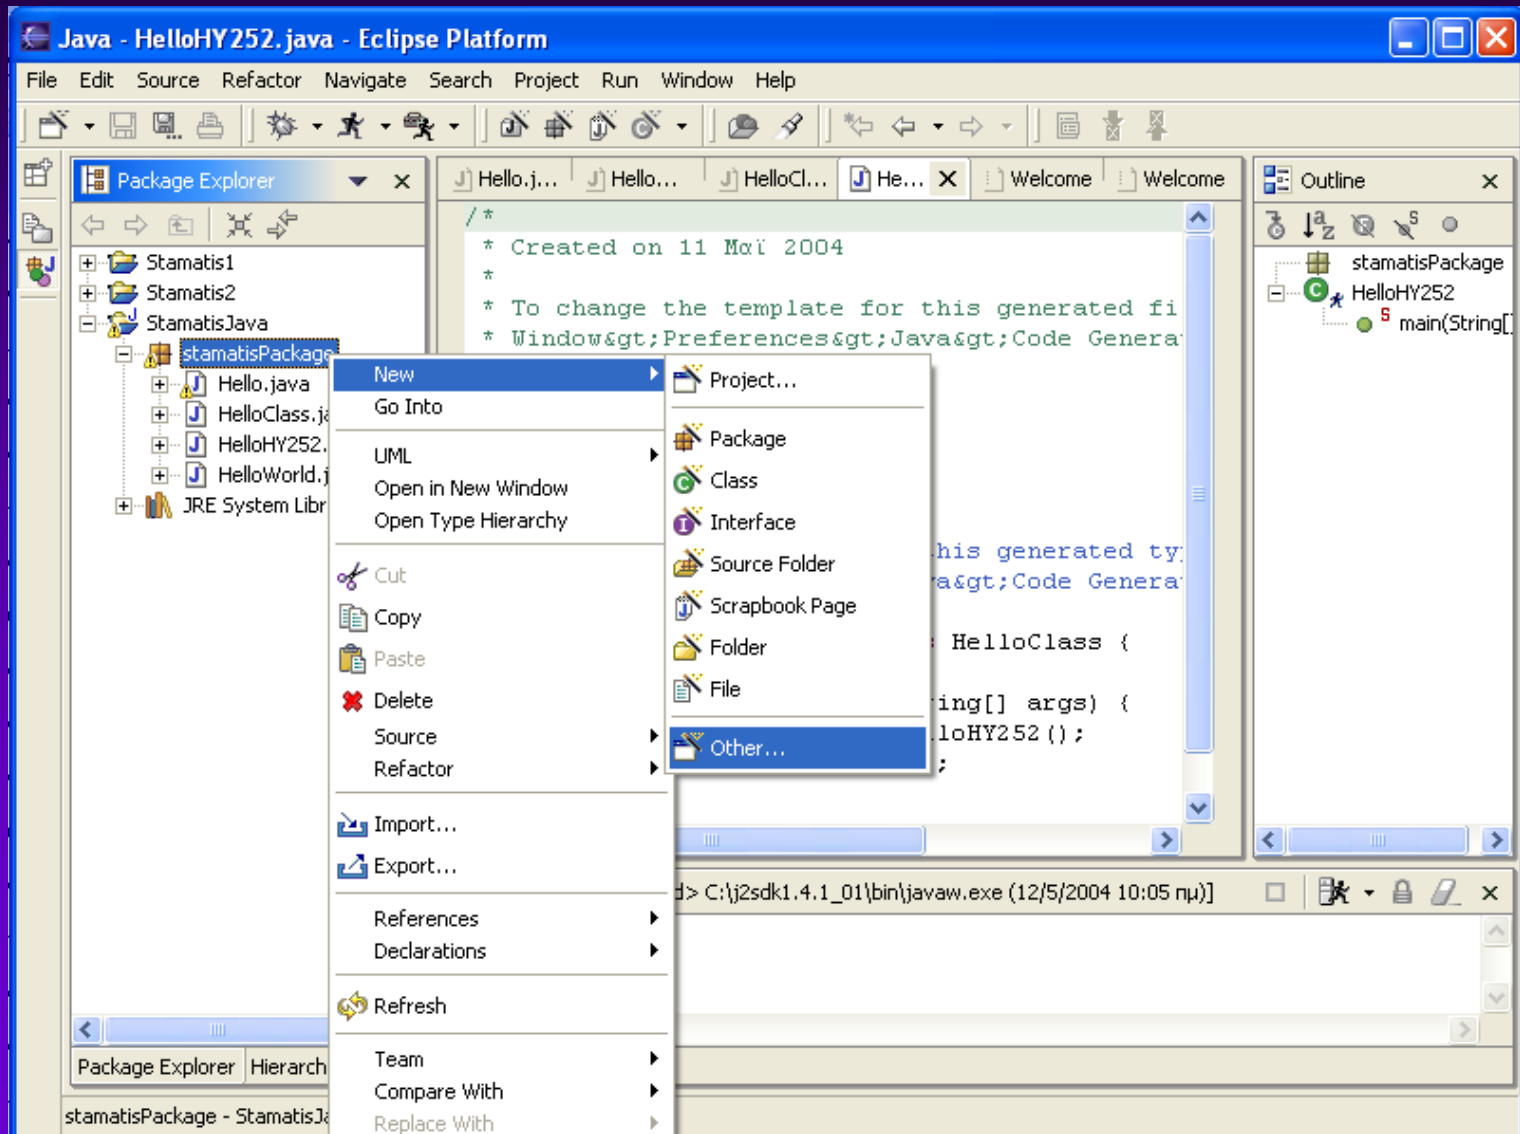 Java - HelloHY252.java - Eclipse Platform
File Edit Source Refactor Navigate Search Project Run Window Help
Package Explorer
Hello.j... Hello... HelloCl... He... Welcome Welcome
Outline
Stamatis1
Stamatis2
StamatisJava
stamatisPackage
Hello.java
HelloClass.ja
HelloHY252.
HelloWorld.j
JRE System Libr
/*
* Created on 11 Μαϊ 2004
*
* To change the template for this generated fi
* Window&gt;Preferences&gt;Java&gt;Code Genera
his generated ty
a&gt;Code Genera
HelloClass {
ing[] args) {
loHY252();
;
stamatisPackage
HelloHY252
main(String[]
New
Go Into
UML
Open in New Window
Open Type Hierarchy
Cut
Copy
Paste
Delete
Source
Refactor
Import...
Export...
References
Declarations
Refresh
Team
Compare With
Replace With
Project...
Package
Class
Interface
Source Folder
Scrapbook Page
Folder
File
Other...
d> C:\j2sdk1.4.1_01\bin\javaw.exe (12/5/2004 10:05 πμ)]
Package Explorer Hierarch
stamatisPackage - StamatisJa